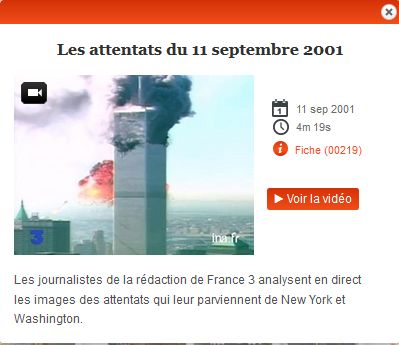 Les attentats du 11 septembre 2001
11 sep 2001
4m 19s
Fiche (00219)
Voir la vidéo
3
ina.fr
Les journalistes de la rédaction de France 3 analysent en direct
les images des attentats qui leur parviennent de New York et
Washington.